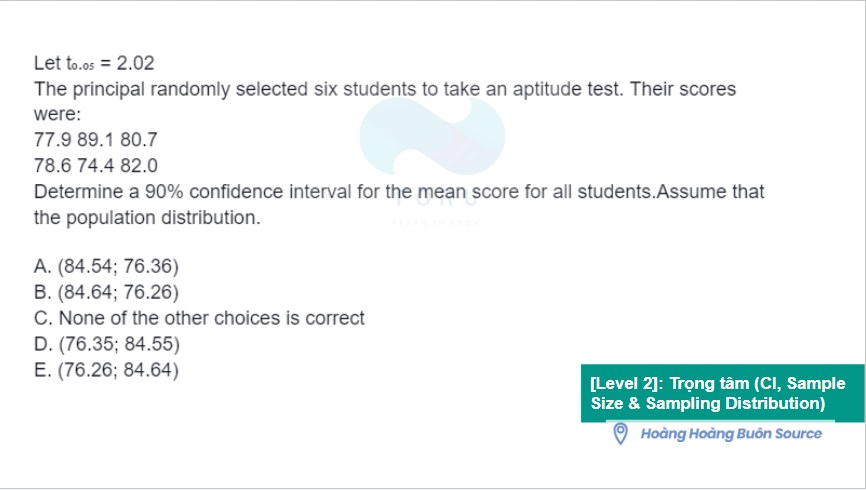 Let t₀.₀₅ = 2.02
The principal randomly selected six students to take an aptitude test. Their scores
were:
77.9 89.1 80.7
78.6 74.4 82.0
Determine a 90% confidence interval for the mean score for all students.Assume that
the population distribution.
A. (84.54; 76.36)
B. (84.64; 76.26)
C. None of the other choices is correct
D. (76.35; 84.55)
E. (76.26; 84.64)
[Level 2]: Trọng tâm (CI, Sample
Size & Sampling Distribution)
Hoàng Hoàng Buôn Source